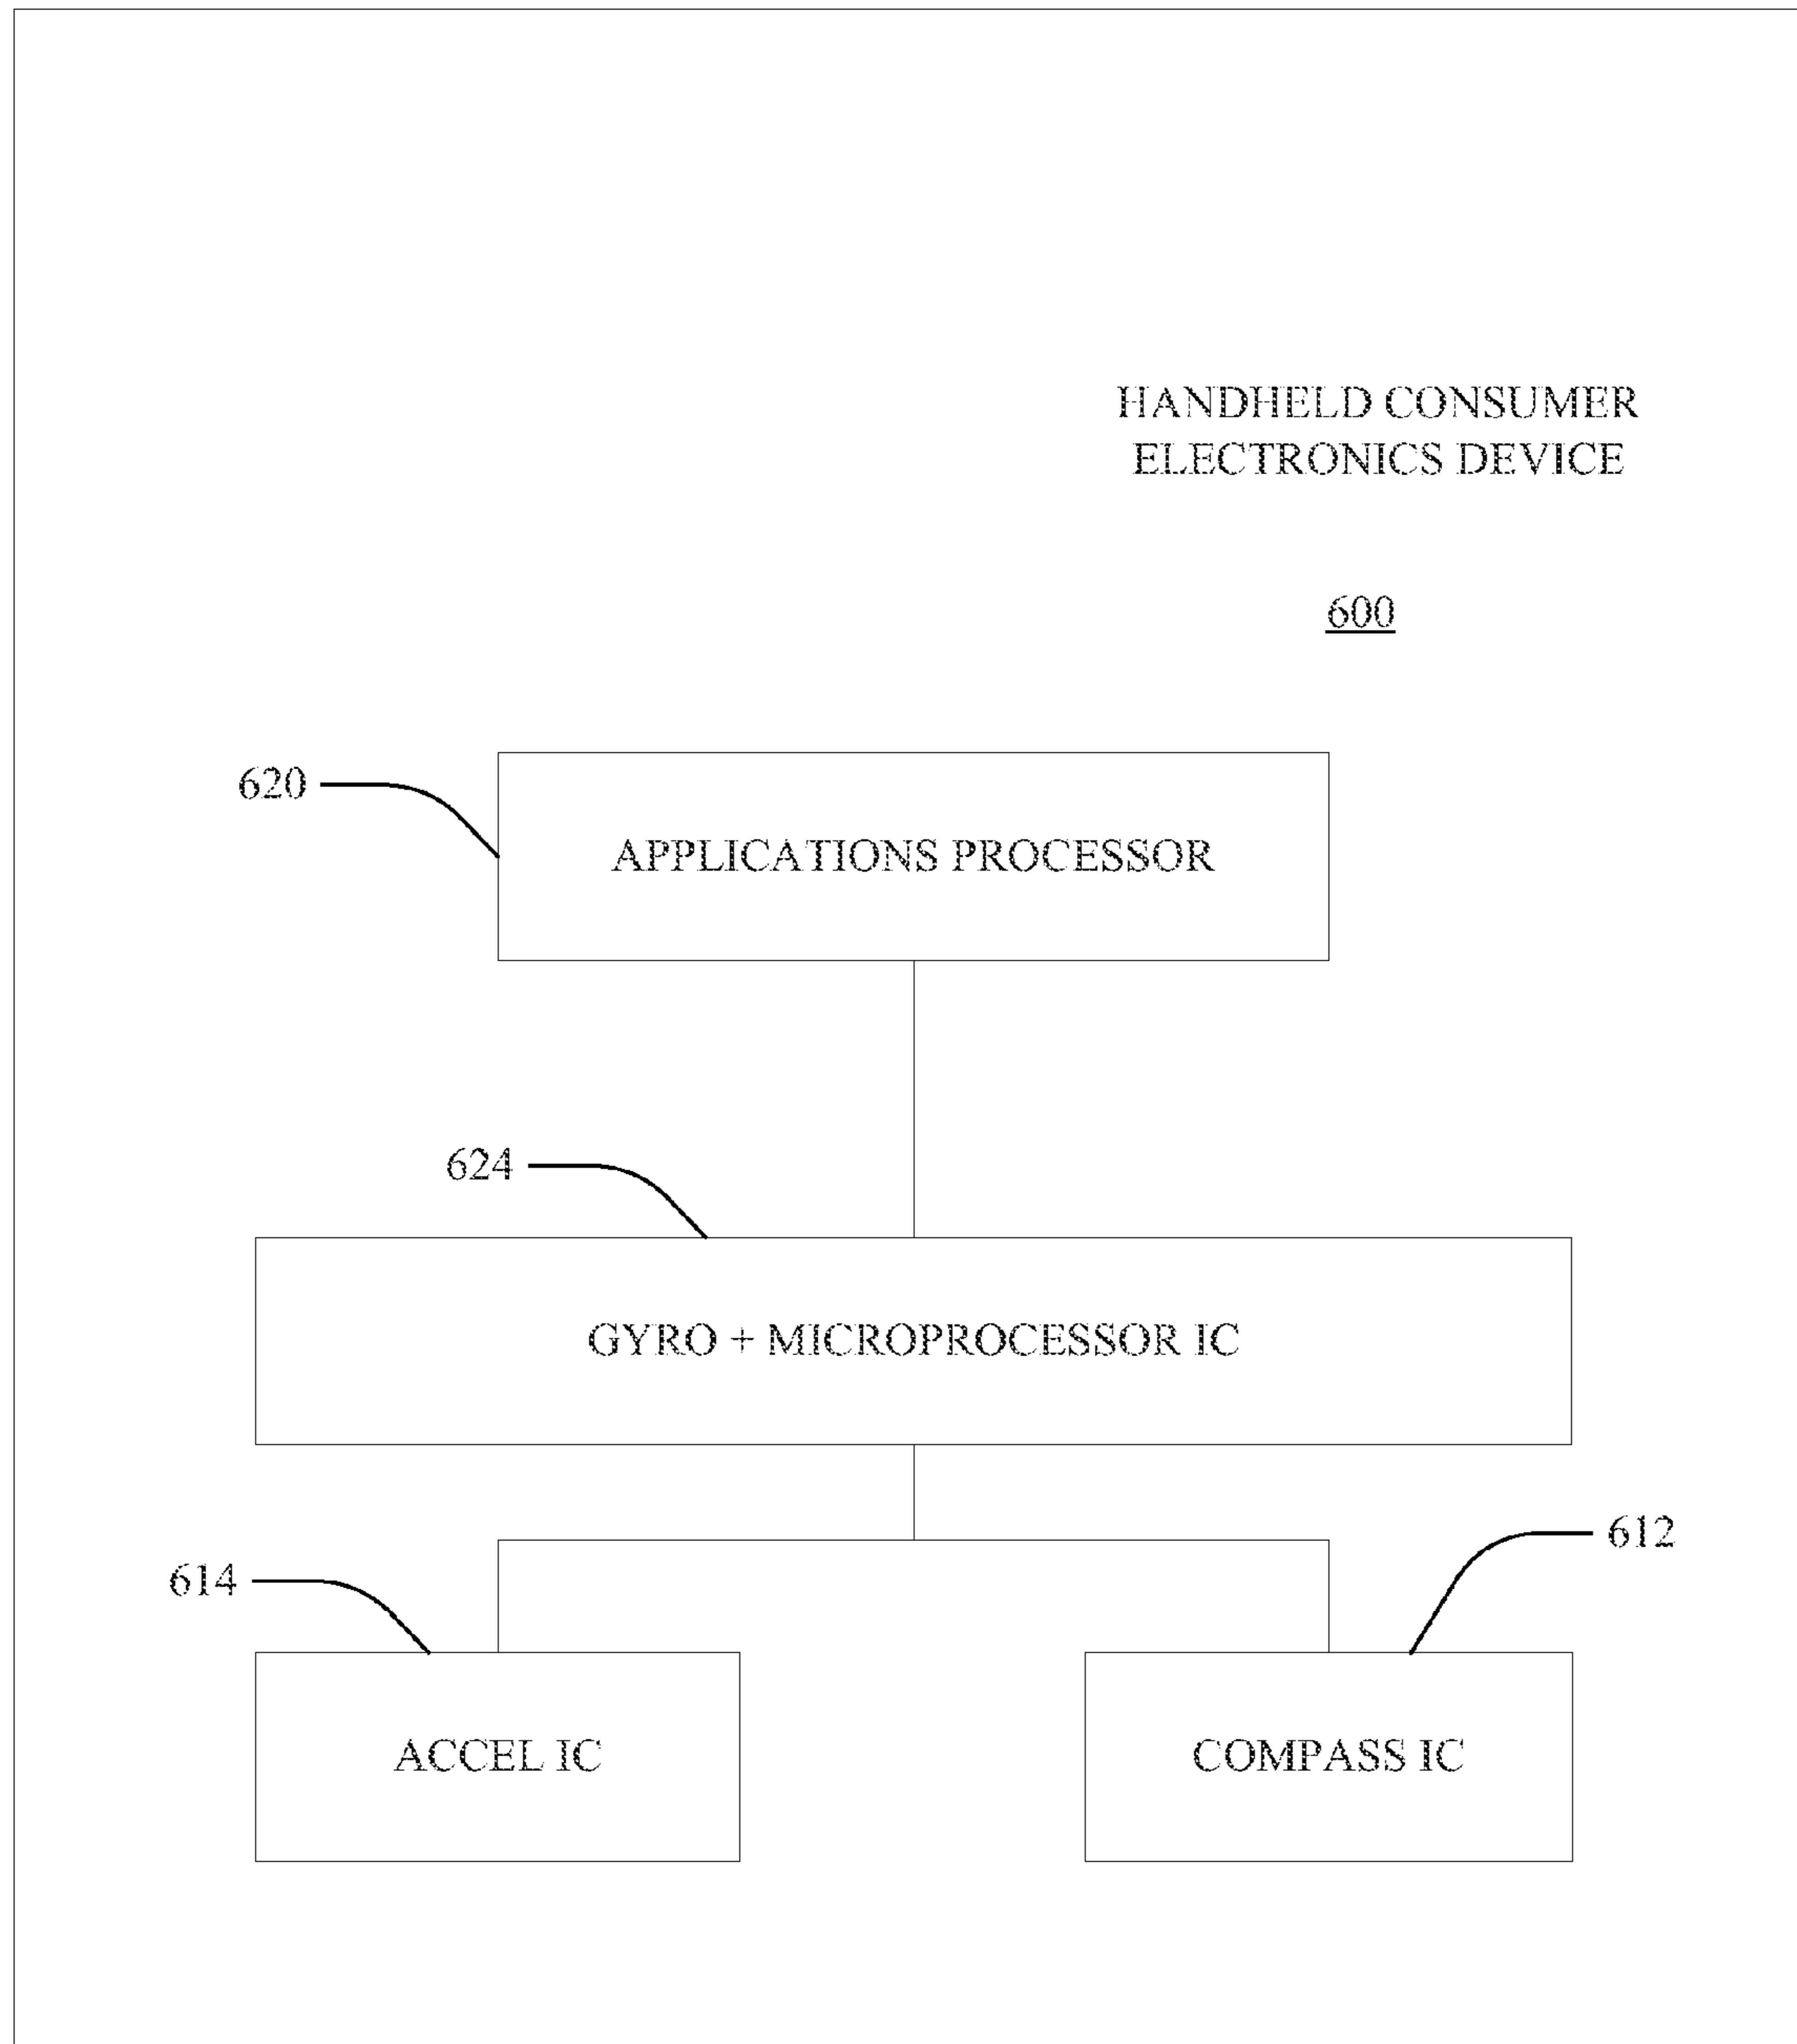 HANDHELD CONSUMER
ELECTRONICS DEVICE
600
620
APPLICATIONS PROCESSOR
624
GYRO + MICROPROCESSOR IC
612
614
ACCEL IC
COMPASS IC